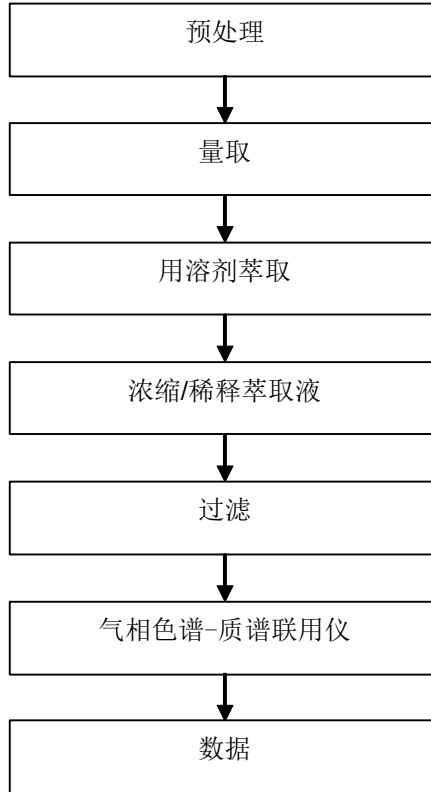 预处理
量取
用溶剂萃取
浓缩/稀释萃取液
过滤
气相色谱-质谱联用仪
数据